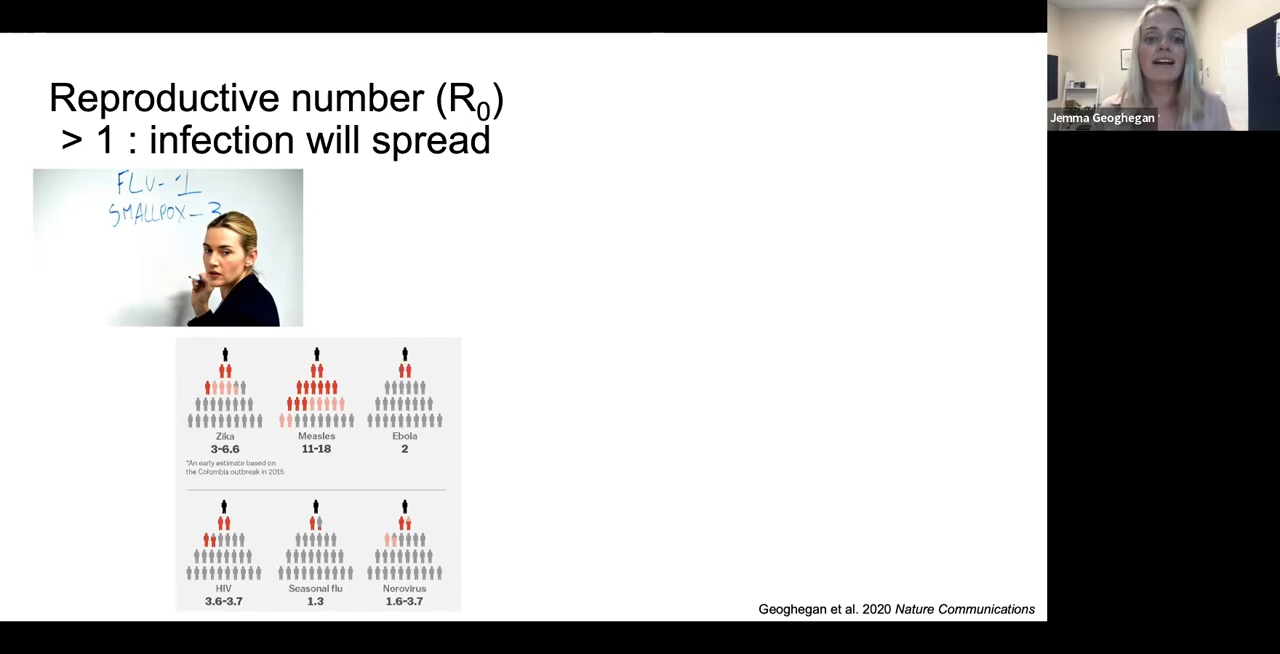 Reproductive number (R₀)
> 1 : infection will spread
FLU- 1
SMALLPOX - 3
Zika
3-6.6
Measles
11-18
Ebola
2
*An early estimate based on
the Colombia outbreak in 2015
HIV
3.6-3.7
Seasonal flu
1.3
Norovirus
1.6-3.7
Geoghegan et al. 2020 Nature Communications
Jemma Geoghegan